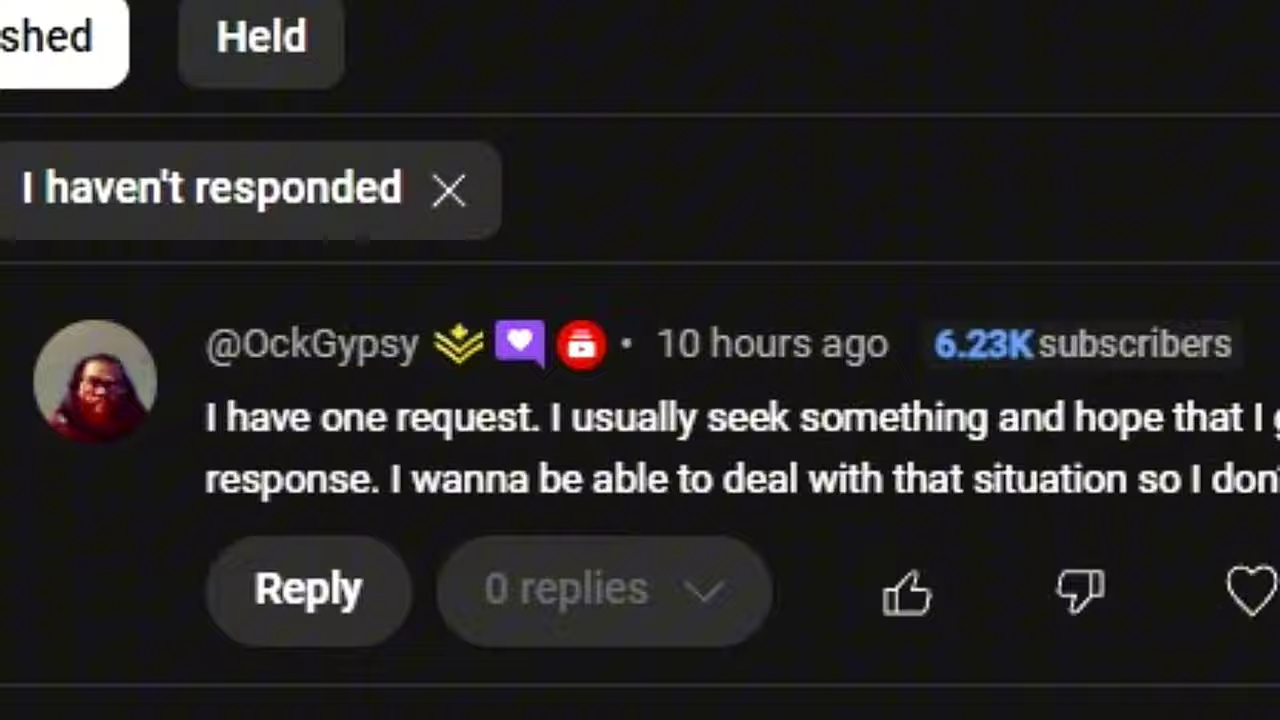 shed Held
I haven't responded
@OckGypsy • 10 hours ago 6.23K subscribers
I have one request. I usually seek something and hope that I
response. I wanna be able to deal with that situation so I don'
Reply 0 replies